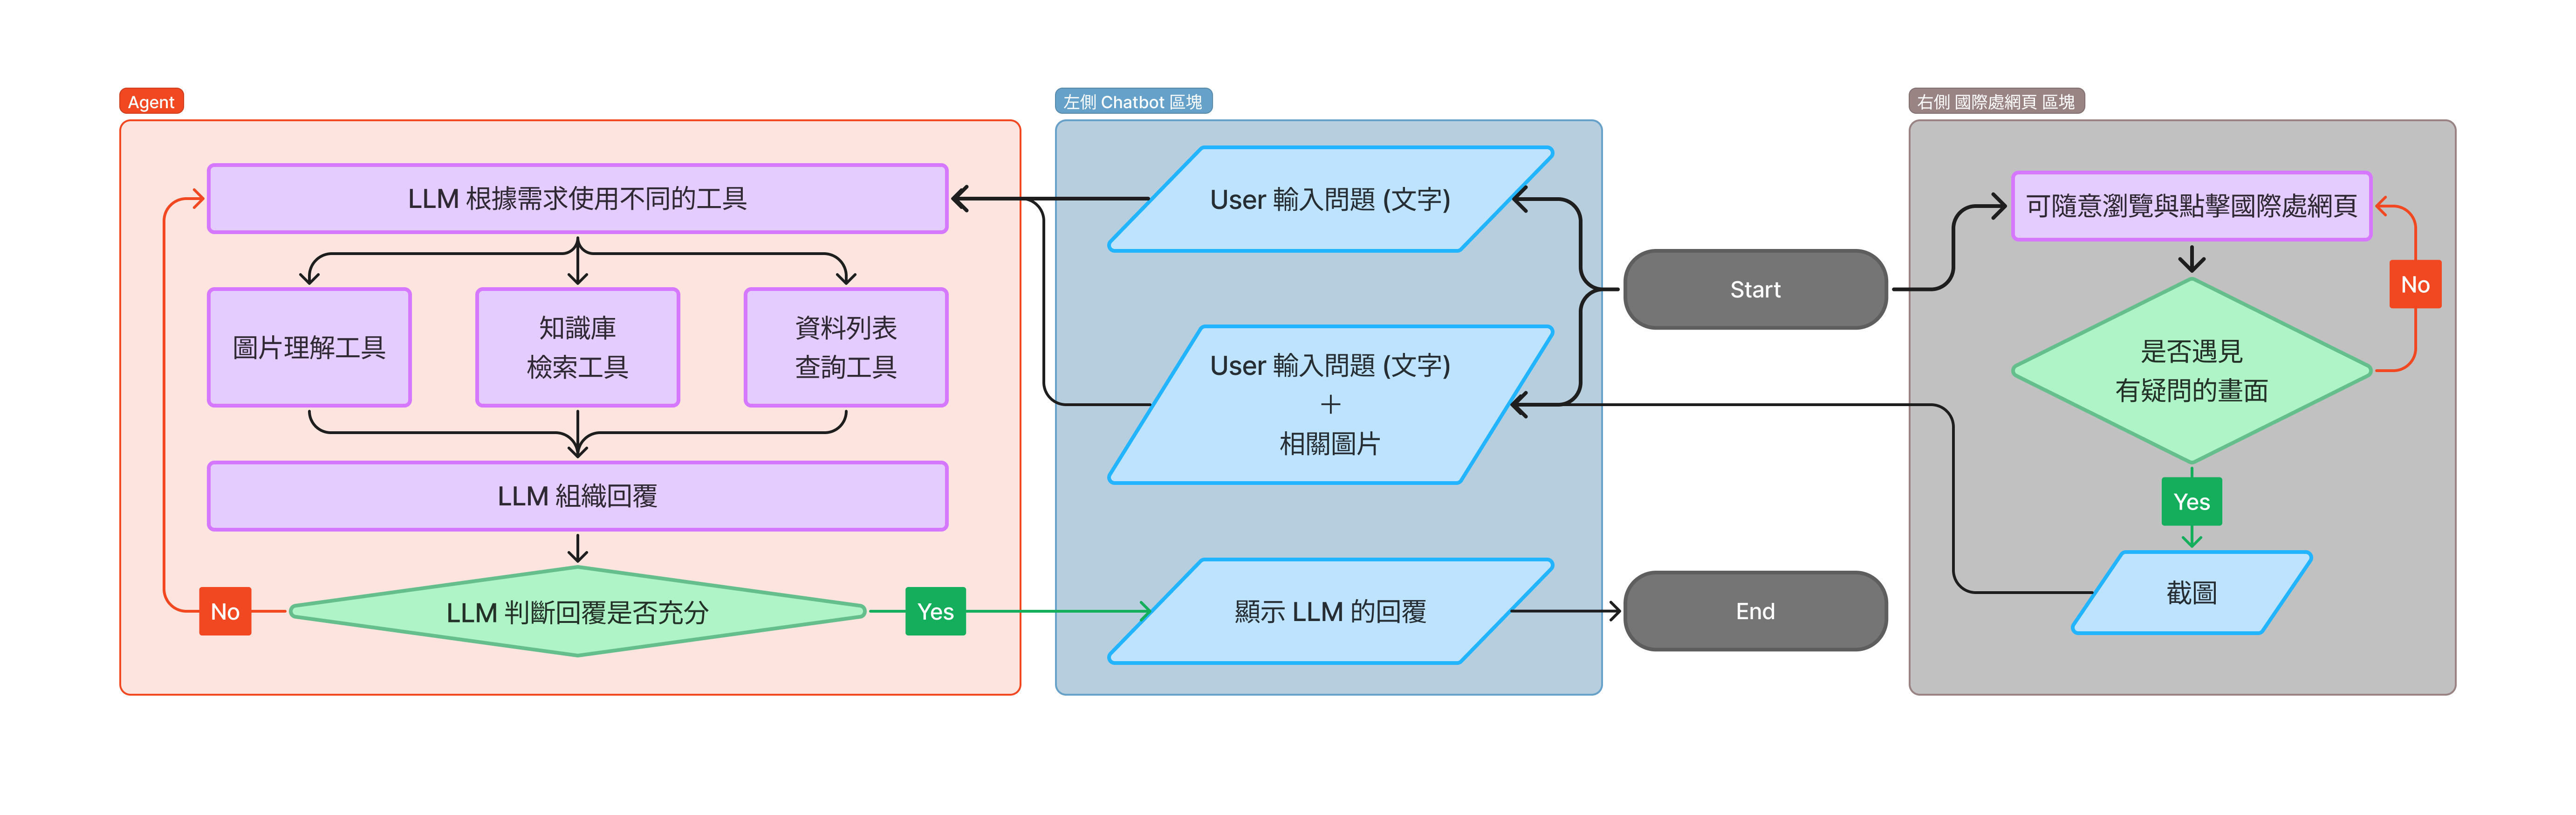 Agent
LLM 根據需求使用不同的工具
圖片理解工具
知識庫
檢索工具
資料列表
查詢工具
LLM 組織回覆
LLM 判斷回覆是否充分
No
Yes
左側 Chatbot 區塊
User 輸入問題 (文字)
User 輸入問題 (文字)
+
相關圖片
顯示 LLM 的回覆
Start
End
右側 國際處網頁 區塊
可隨意瀏覽與點擊國際處網頁
No
是否遇見
有疑問的畫面
Yes
截圖